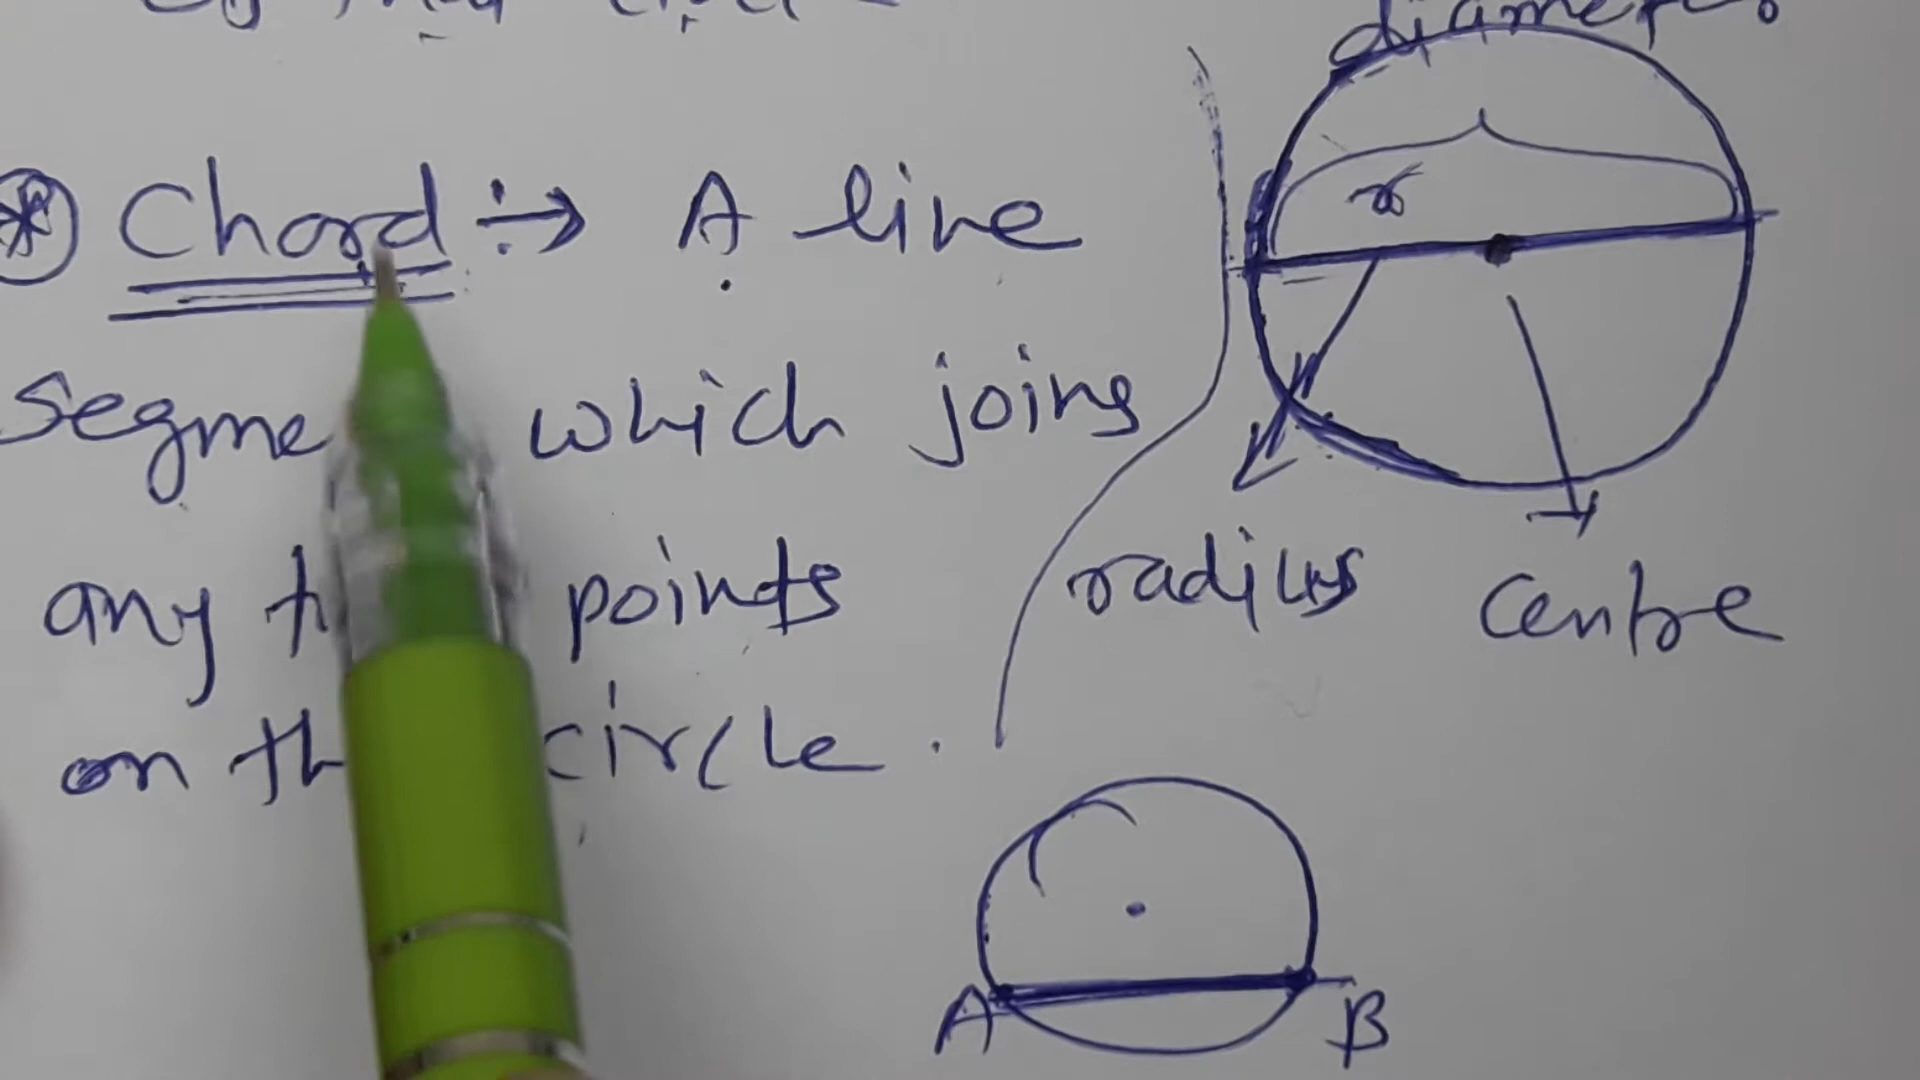 diameter
Chord ÷→ A line
segme which joins
any points
on th circle.
r
radius centre
A B